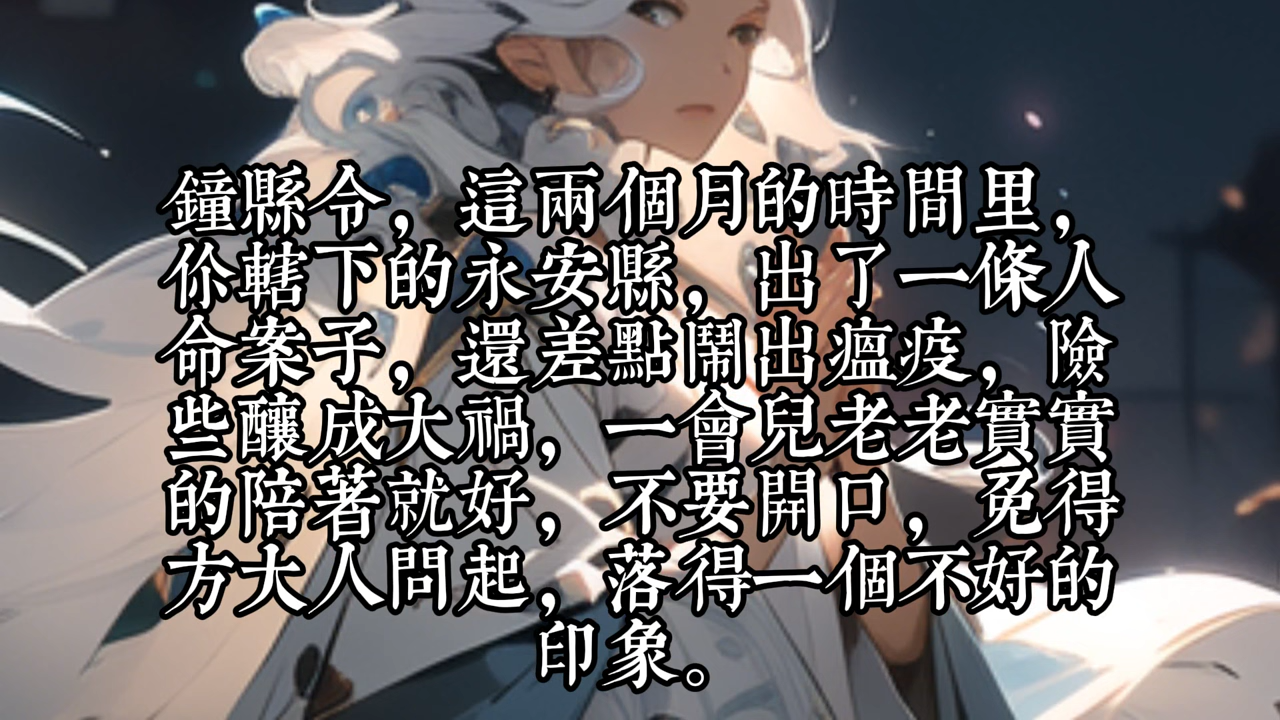 鐘縣令，這兩個月的時間里，
你轄下的永安縣，出了一條人
命案子，還差點鬧出瘟疫，險
些釀成大禍，一會兒老老實實
的陪著就好，不要開口，免得
方大人問起，落得一個不好的
印象。